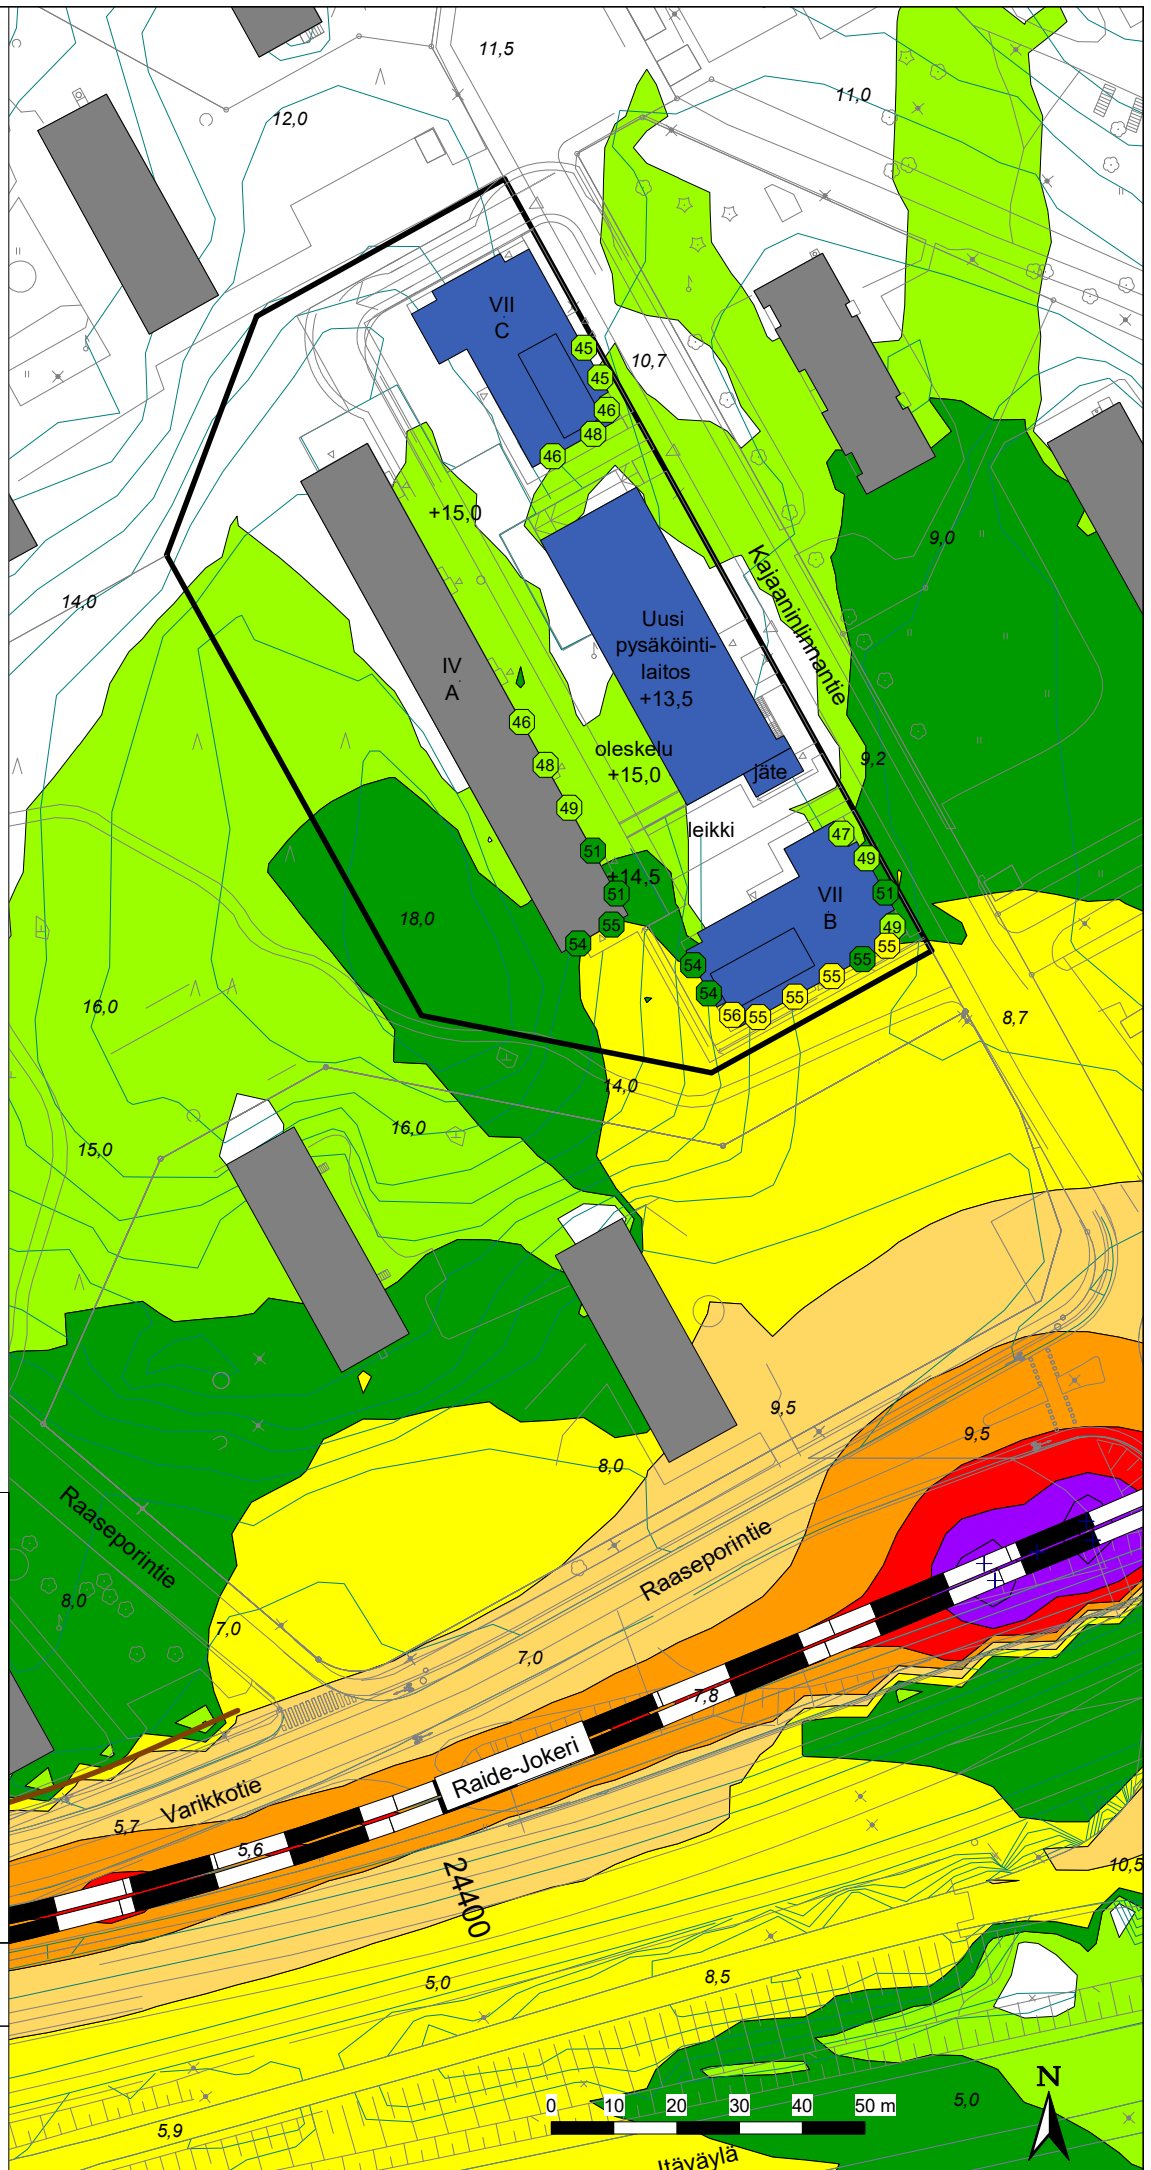 11,5
12,0
11,0
VII
C
45
45
46
48
46
10,7
+15,0
9,0
14,0
Kajaaninlinnantie
Uusi
pysäköinti-
laitos
+13,5
IV
A
46
48
49
51
51
55
54
oleskelu
+15,0
jäte
9,2
leikki
+14,5
47
49
51
49
55
55
55
55
55
56
54
54
VII
B
18,0
16,0
8,7
14,0
16,0
15,0
9,5
9,5
8,0
Raaseporintie
Raaseporintie
8,0
7,0
7,0
7,8
Raide-Jokeri
Varikkotie
5,7
5,6
24400
10,5
5,0
8,5
N
0 10 20 30 40 50 m
5,0
5,9
Itäväylä